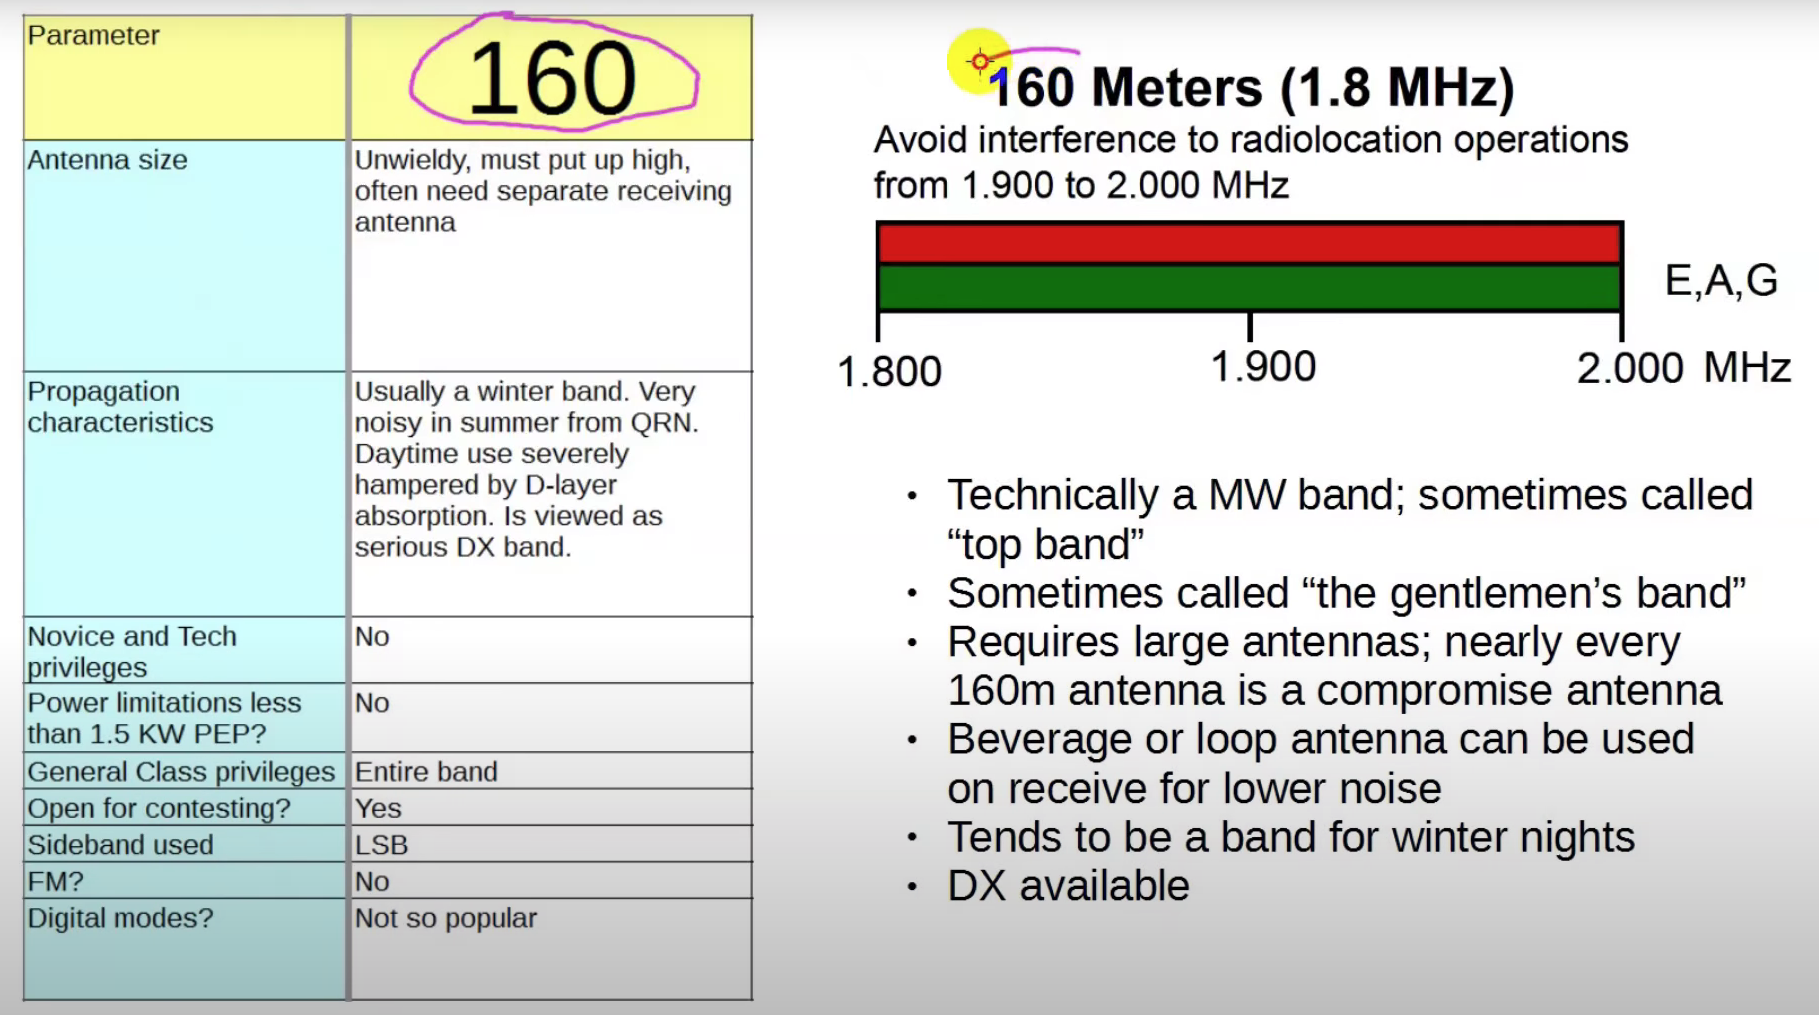 Parameter
160
Antenna size
Unwieldy, must put up high,
often need separate receiving
antenna
Propagation
characteristics
Usually a winter band. Very
noisy in summer from QRN.
Daytime use severely
hampered by D-layer
absorption. Is viewed as
serious DX band.
Novice and Tech
privileges
No
Power limitations less
than 1.5 KW PEP?
No
General Class privileges
Entire band
Open for contesting?
Yes
Sideband used
LSB
FM?
No
Digital modes?
Not so popular
160 Meters (1.8 MHz)
Avoid interference to radiolocation operations
from 1.900 to 2.000 MHz
E,A,G
1.800
1.900
2.000 MHz
• Technically a MW band; sometimes called
“top band”
• Sometimes called “the gentlemen’s band”
• Requires large antennas; nearly every
160m antenna is a compromise antenna
• Beverage or loop antenna can be used
on receive for lower noise
• Tends to be a band for winter nights
• DX available